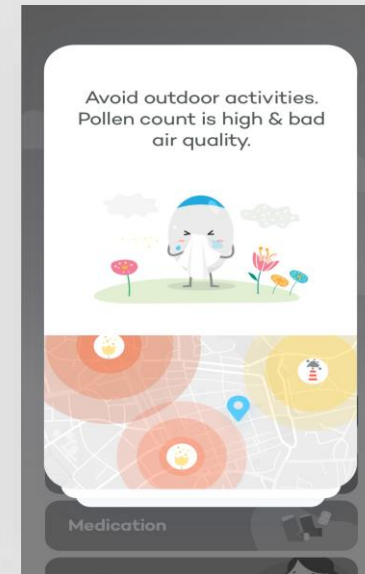 Avoid outdoor activities.
Pollen count is high & bad
air quality.
Medication